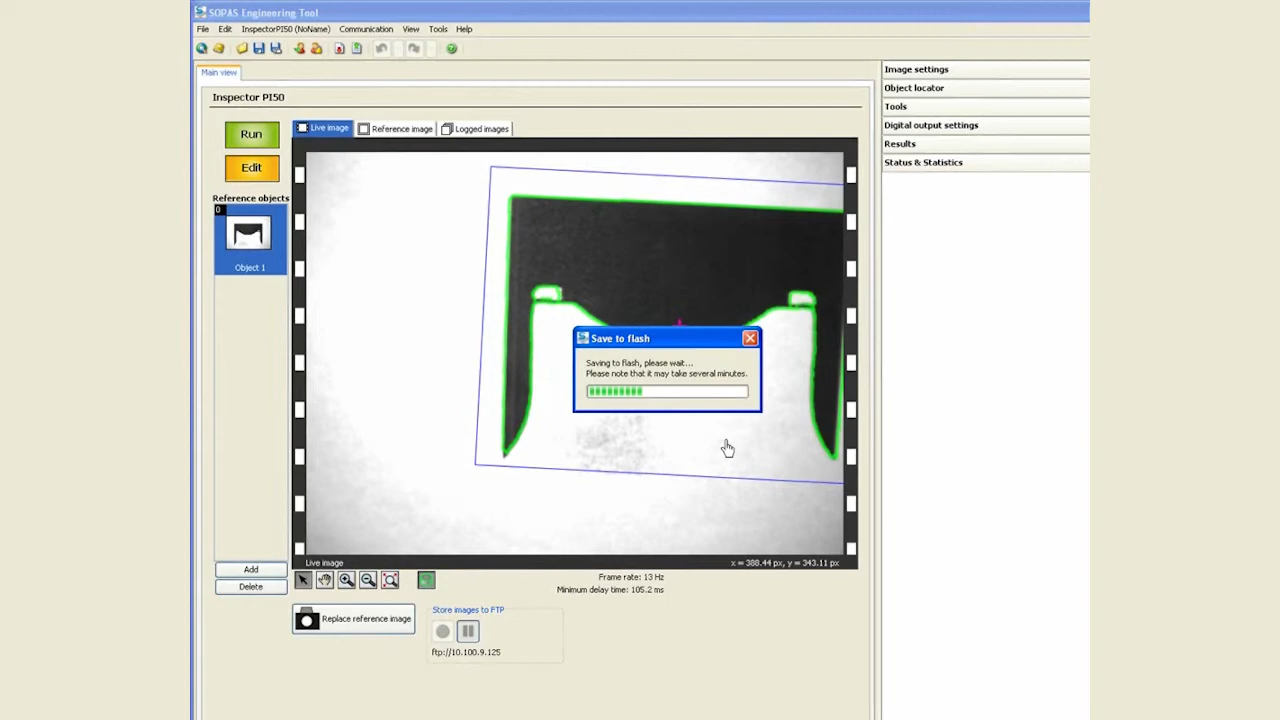 SOPAS Engineering Tool
File Edit InspectorPI50 (NoName) Communication View Tools Help
Main view
Inspector PI50
Run
Edit
Reference objects
0
Object 1
Add
Delete
Live image Reference image Logged images
Save to flash
Saving to flash, please wait...
Please note that it may take several minutes.
Live image x = 388.44 px, y = 343.11 px
Frame rate: 13 Hz
Minimum delay time: 105.2 ms
Replace reference image
Store images to FTP
ftp://10.100.9.125
Image settings
Object locator
Tools
Digital output settings
Results
Status & Statistics